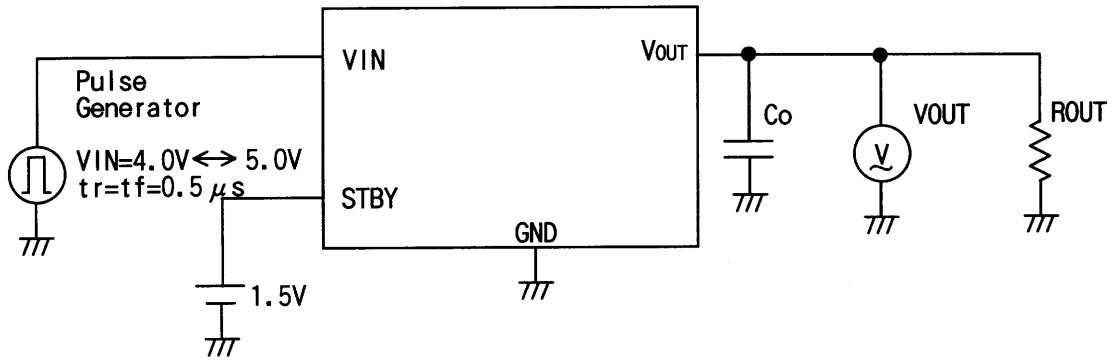 VIN
VOUT
Pulse
Generator
VIN=4.0V↔5.0V
tr=tf=0.5μs
STBY
GND
1.5V
Co
VOUT
V
ROUT